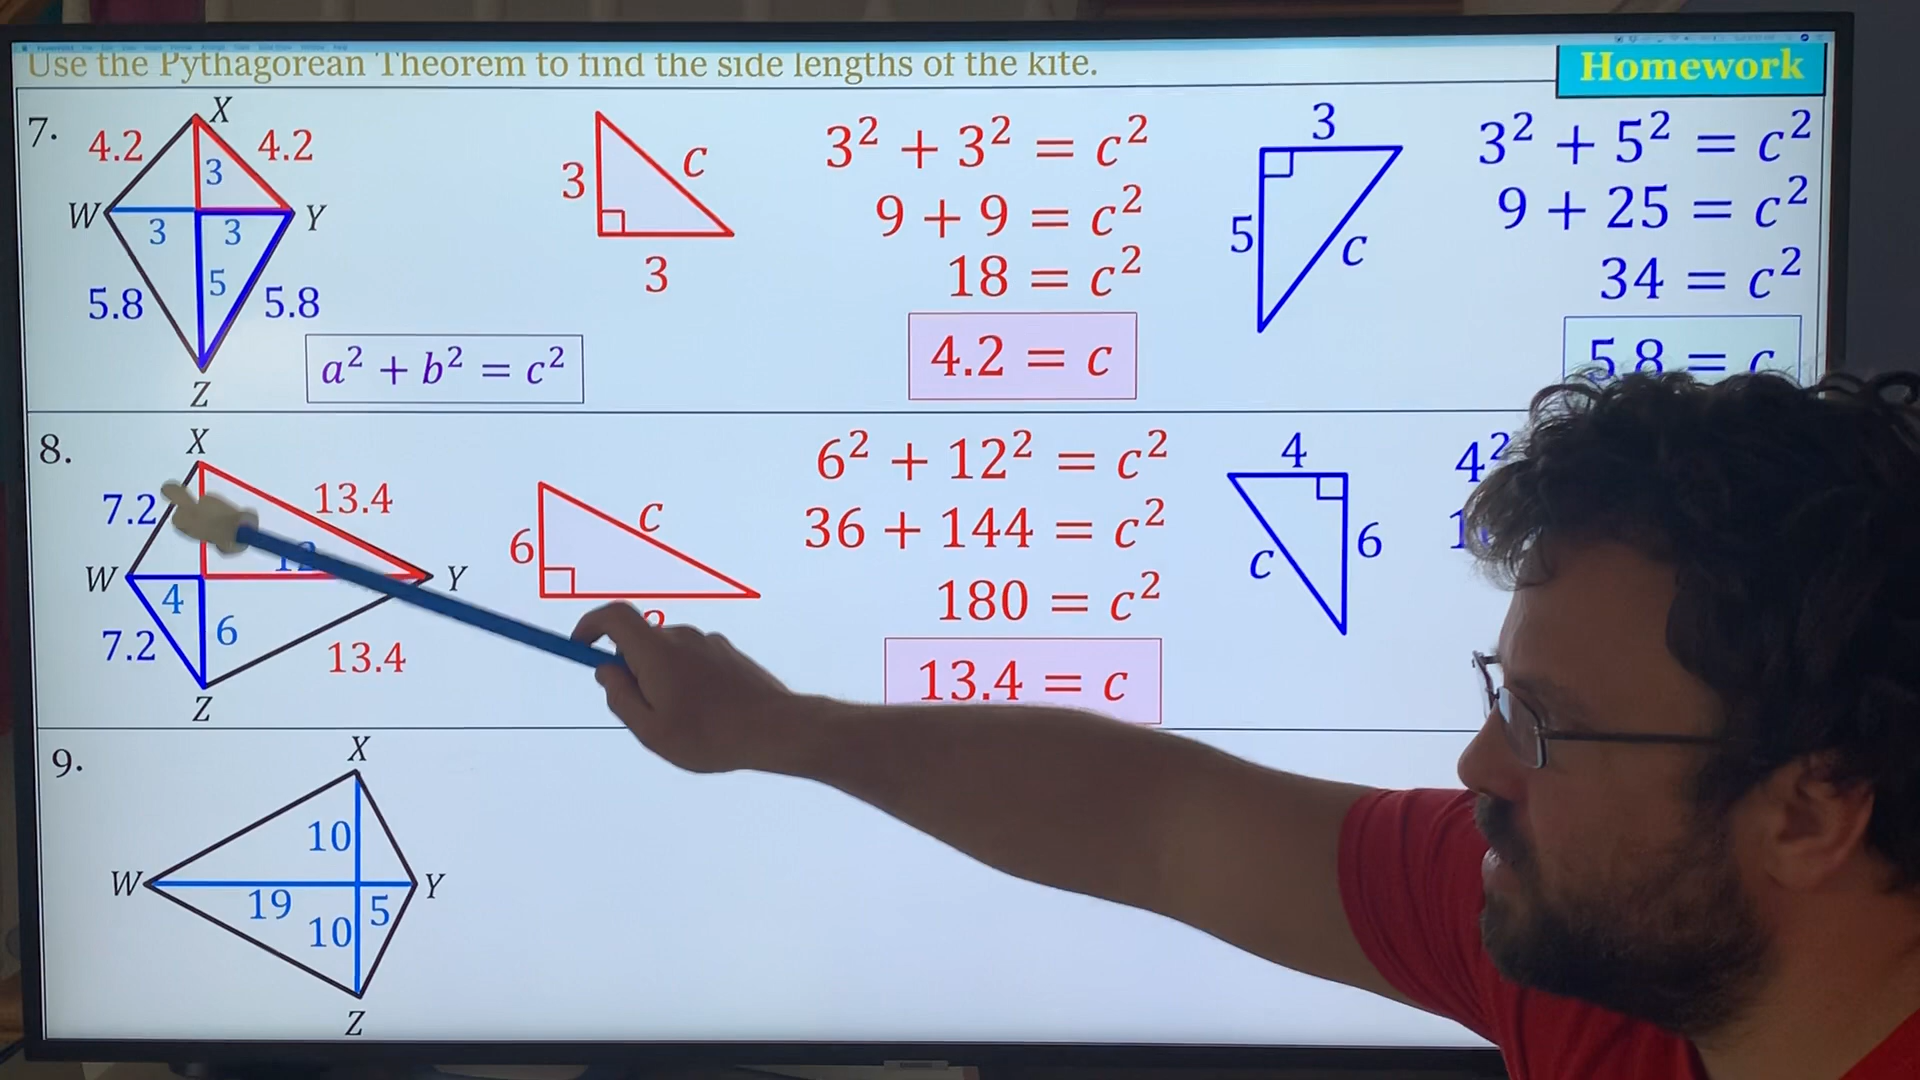 Use the Pythagorean Theorem to find the side lengths of the kite.
Homework
7.
X
4.2
4.2
3
W
Y
3
3
5
5.8
5.8
Z
a² + b² = c²
3
c
3
3² + 3² = c²
9 + 9 = c²
18 = c²
4.2 = c
3
5
c
3² + 5² = c²
9 + 25 = c²
34 = c²
5.8 = c
8.
X
7.2
13.4
12
W
Y
4
6
7.2
13.4
Z
6
c
6² + 12² = c²
36 + 144 = c²
180 = c²
13.4 = c
4
6
c
4²
9.
X
10
W
Y
19
5
10
Z